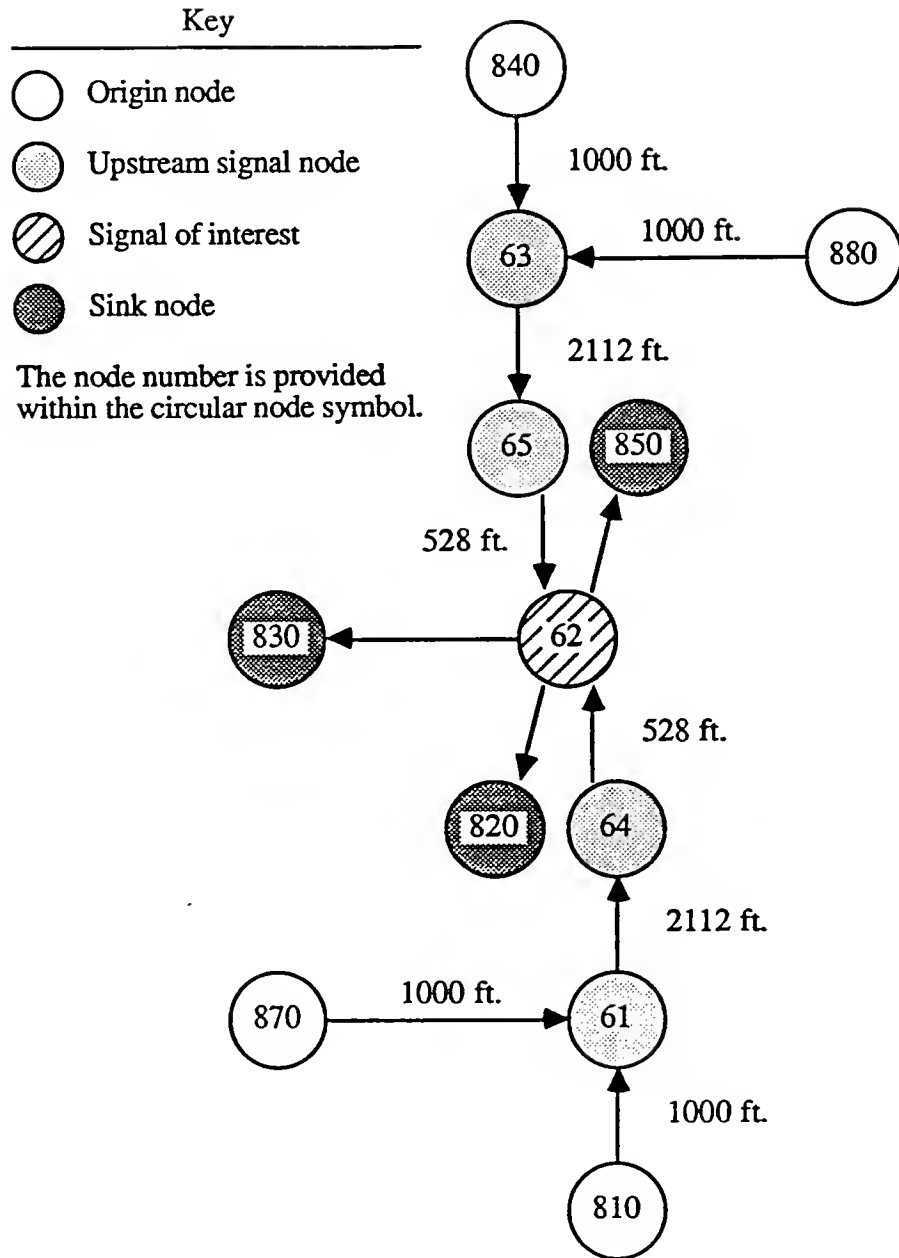 Key
Origin node
Upstream signal node
Signal of interest
Sink node
The node number is provided
within the circular node symbol.
840
1000 ft.
63
1000 ft.
880
2112 ft.
65
850
528 ft.
830
62
528 ft.
820
64
2112 ft.
870
1000 ft.
61
1000 ft.
810